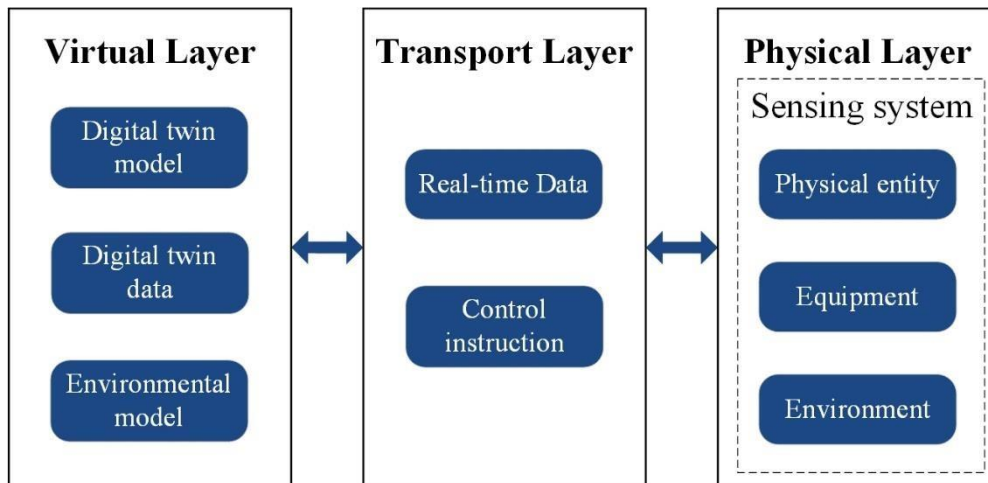 Virtual Layer
Digital twin
model
Digital twin
data
Environmental
model
Transport Layer
Real-time Data
Control
instruction
Physical Layer
Sensing system
Physical entity
Equipment
Environment